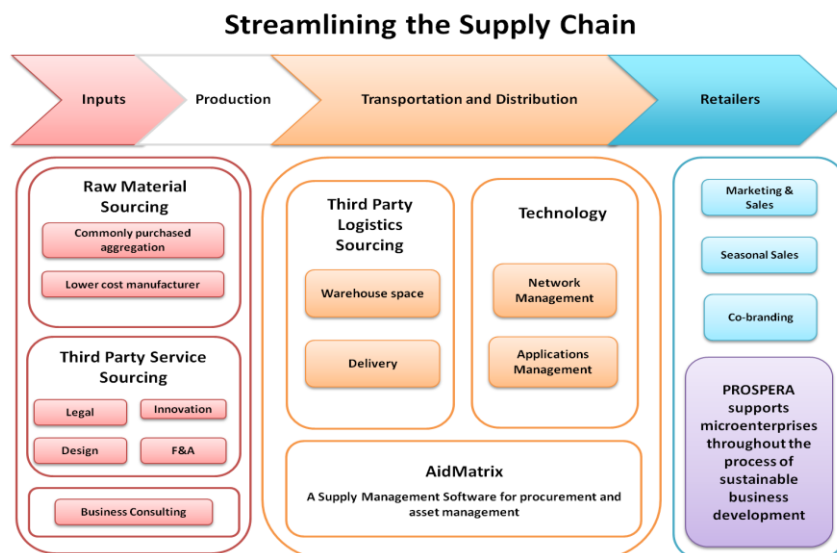 Streamlining the Supply Chain
Inputs
Production
Transportation and Distribution
Retailers
Raw Material
Sourcing
Commonly purchased
aggregation
Lower cost manufacturer
Third Party Service
Sourcing
Legal
Innovation
Design
F&A
Business Consulting
Third Party
Logistics
Sourcing
Warehouse space
Delivery
Technology
Network
Management
Applications
Management
AidMatrix
A Supply Management Software for procurement and
asset management
Marketing &
Sales
Seasonal Sales
Co-branding
PROSPERA
supports
microenterprises
throughout the
process of
sustainable
business
development